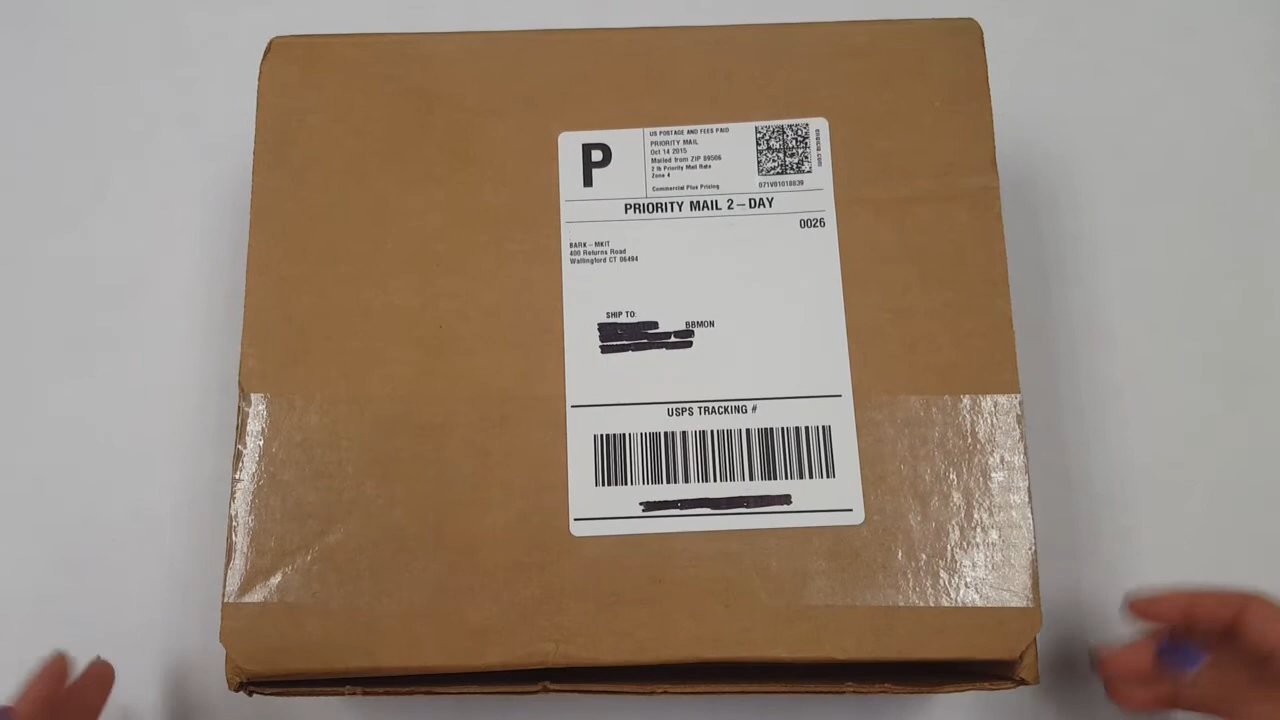 P
US POSTAGE AND FEES PAID
PRIORITY MAIL
Oct 14 2015
Mailed from ZIP 89506
2 lb Priority Mail Rate
Zone 4
Commercial Plus Pricing
071V01018839
PRIORITY MAIL 2-DAY
0026
BARK-MKIT
400 Returns Road
Wallingford CT 06494
SHIP TO:
BBMON
USPS TRACKING #